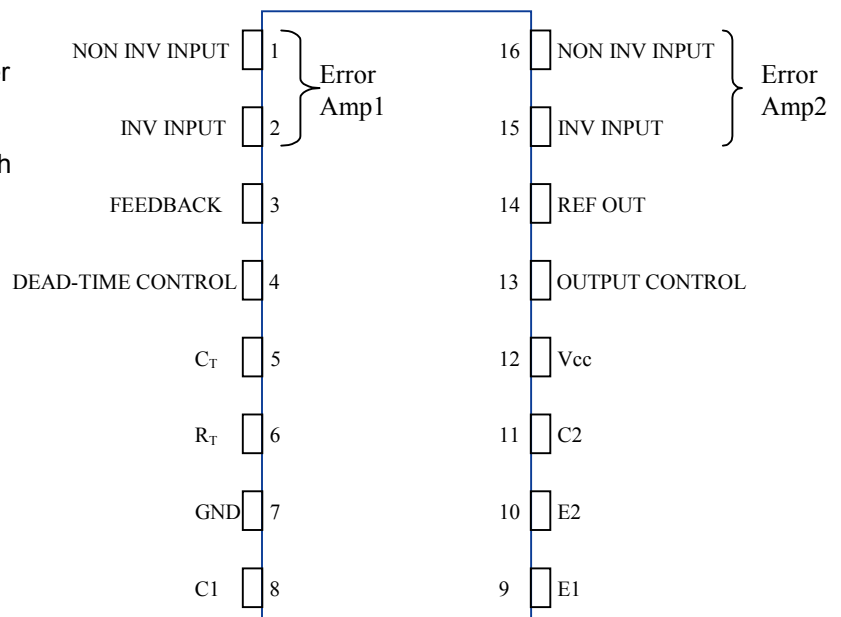 NON INV INPUT 1 16 NON INV INPUT
er Error Error
Amp1 Amp2
INV INPUT 2 15 INV INPUT
h
FEEDBACK 3 14 REF OUT
DEAD-TIME CONTROL 4 13 OUTPUT CONTROL
CT 5 12 Vcc
RT 6 11 C2
GND 7 10 E2
C1 8 9 E1